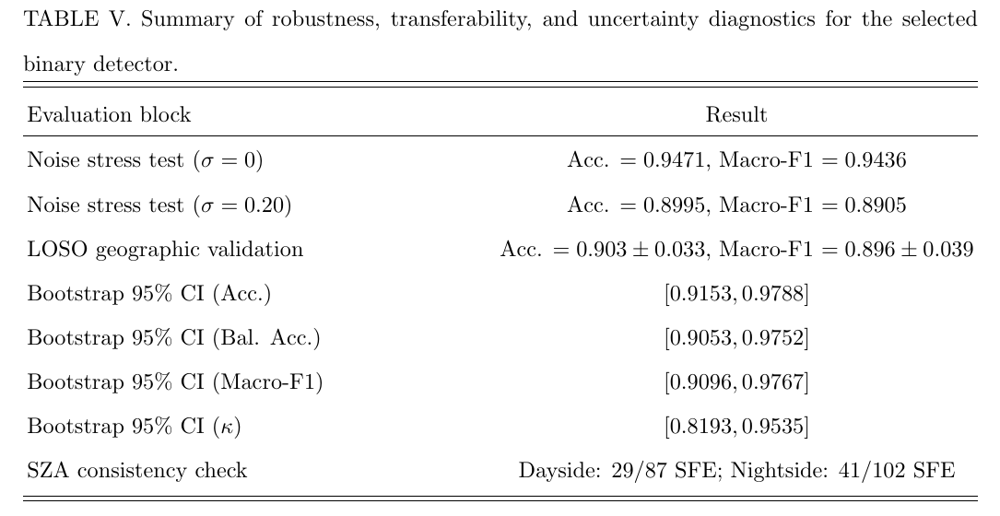 TABLE V. Summary of robustness, transferability, and uncertainty diagnostics for the selected
binary detector.
Evaluation block Result
Noise stress test (σ = 0) Acc. = 0.9471, Macro-F1 = 0.9436
Noise stress test (σ = 0.20) Acc. = 0.8995, Macro-F1 = 0.8905
LOSO geographic validation Acc. = 0.903 ± 0.033, Macro-F1 = 0.896 ± 0.039
Bootstrap 95% CI (Acc.) [0.9153, 0.9788]
Bootstrap 95% CI (Bal. Acc.) [0.9053, 0.9752]
Bootstrap 95% CI (Macro-F1) [0.9096, 0.9767]
Bootstrap 95% CI (κ) [0.8193, 0.9535]
SZA consistency check Dayside: 29/87 SFE; Nightside: 41/102 SFE